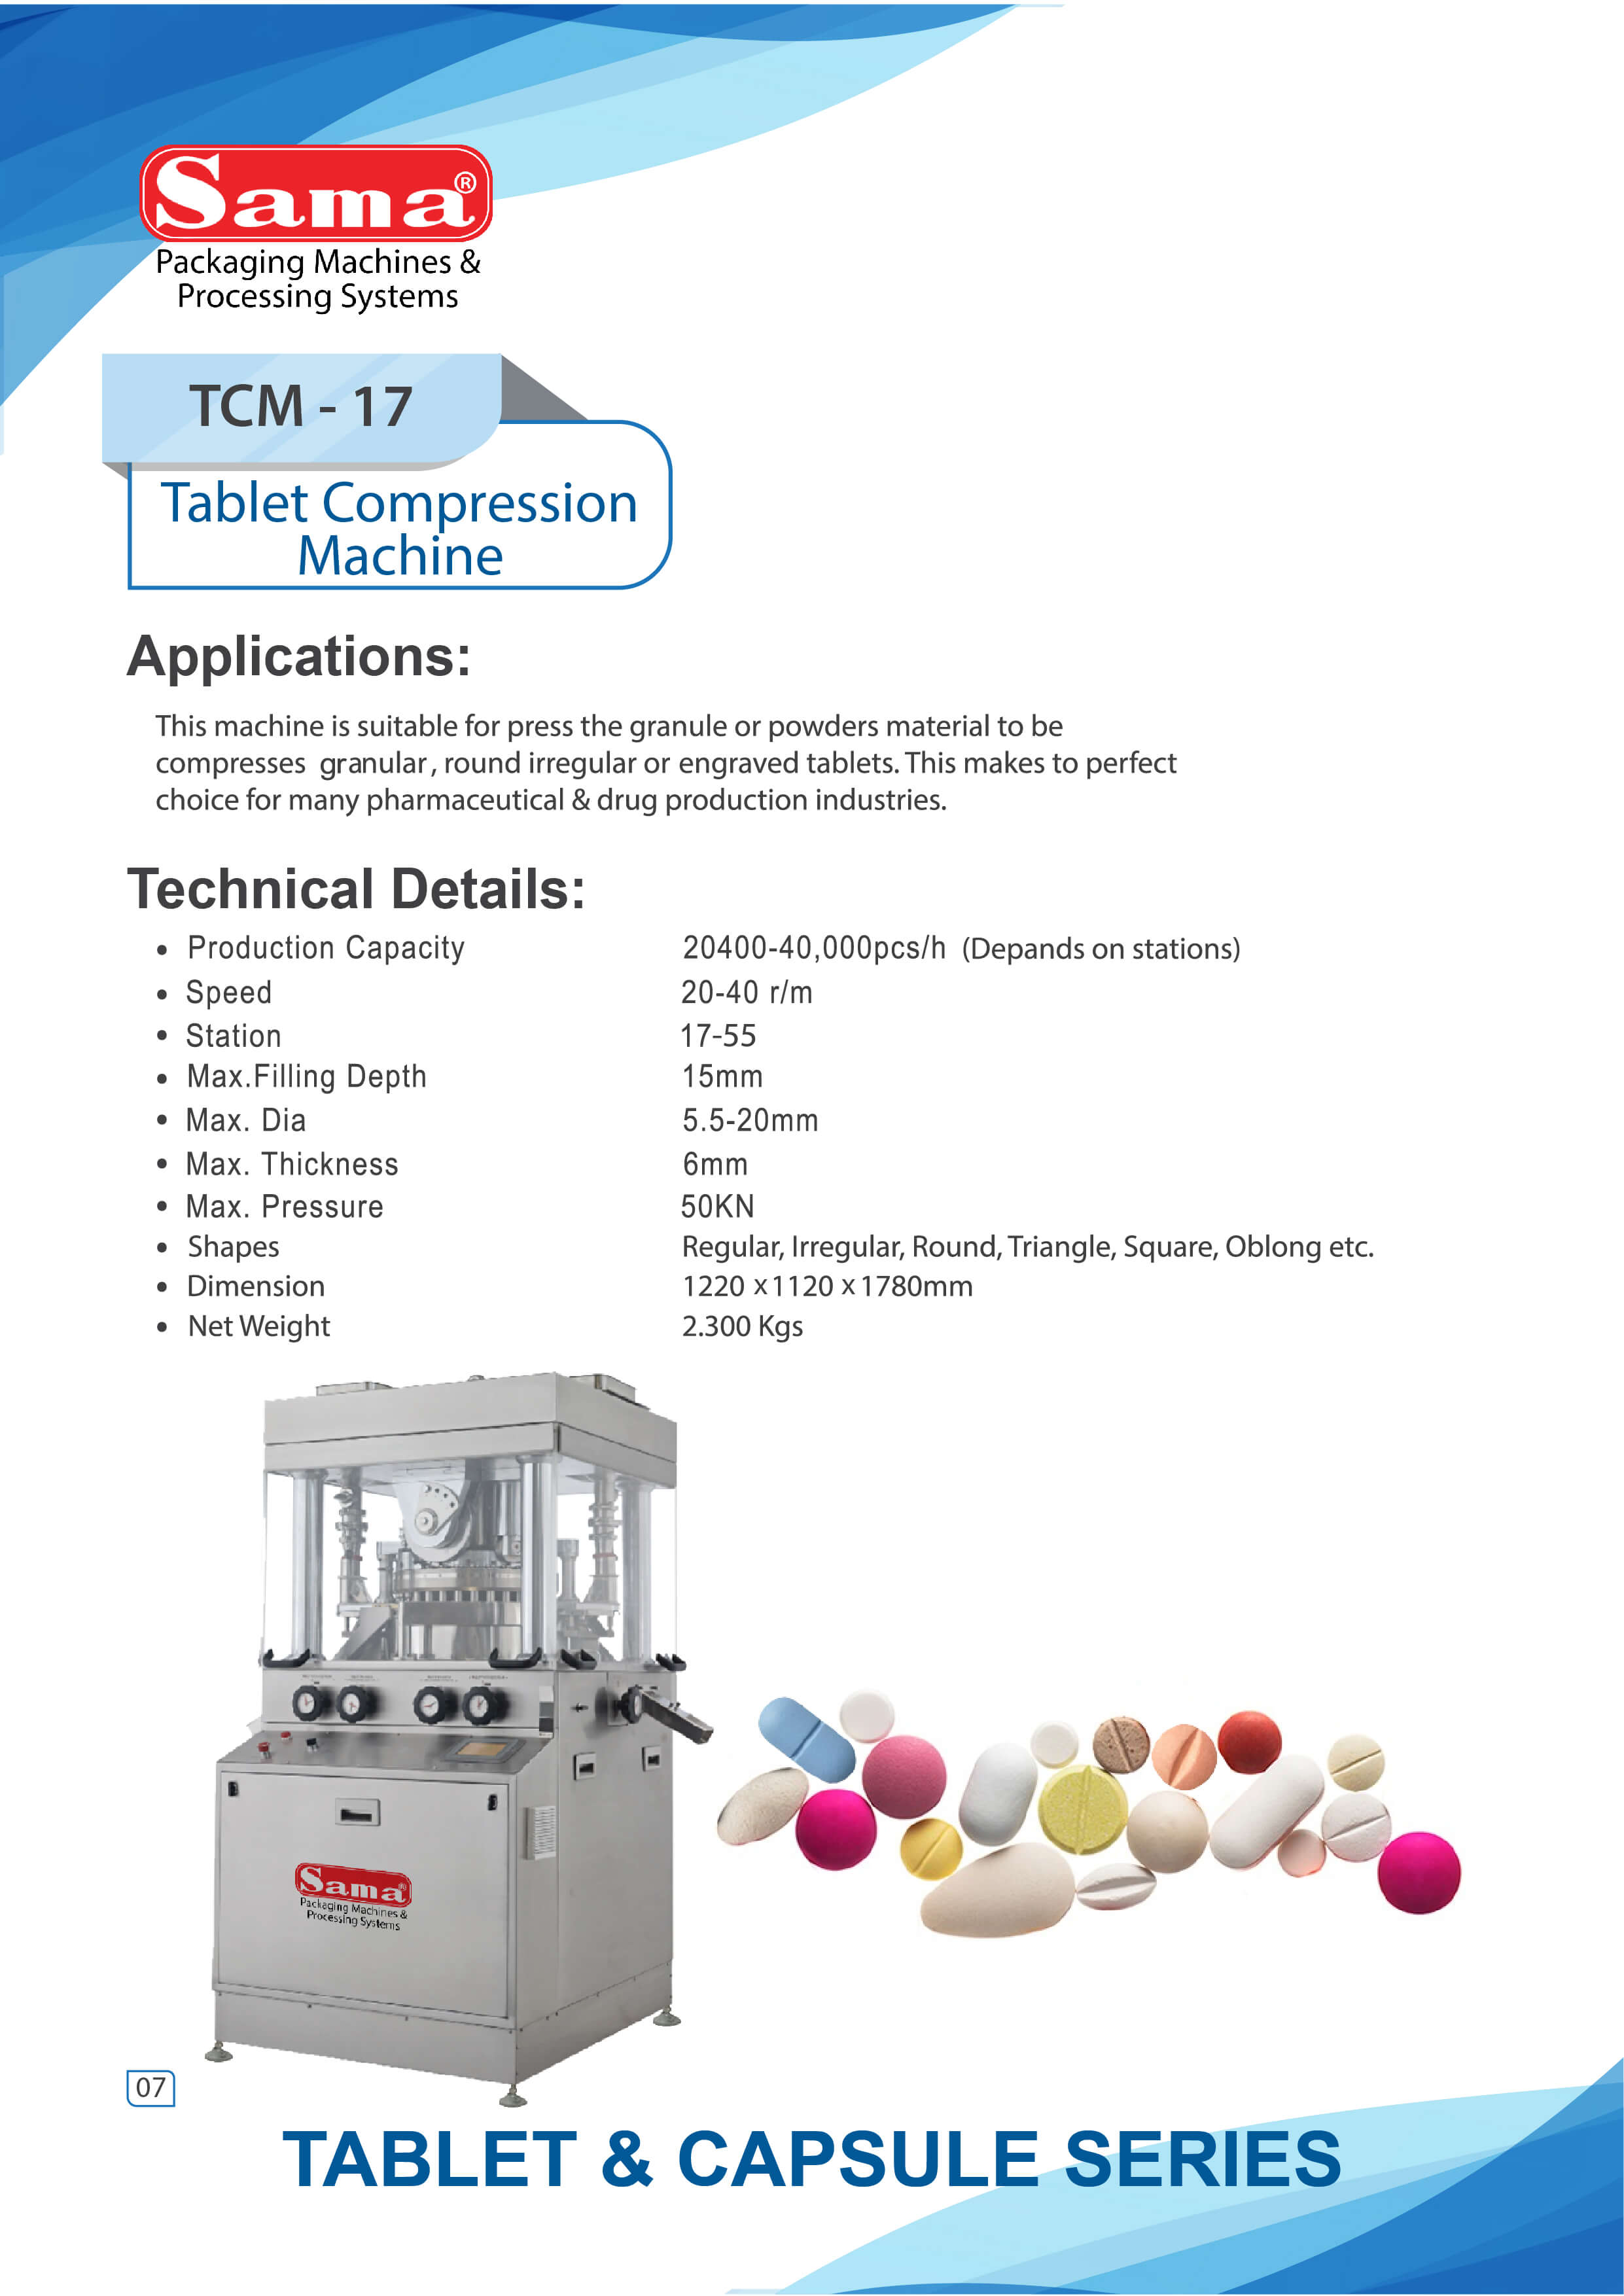 Sama®
Packaging Machines &
Processing Systems
TCM - 17
Tablet Compression
Machine
Applications:
This machine is suitable for press the granule or powders material to be
compresses granular, round irregular or engraved tablets. This makes to perfect
choice for many pharmaceutical & drug production industries.
Technical Details:
• Production Capacity 20400-40,000pcs/h (Depands on stations)
• Speed 20-40 r/m
• Station 17-55
• Max.Filling Depth 15mm
• Max. Dia 5.5-20mm
• Max. Thickness 6mm
• Max. Pressure 50KN
• Shapes Regular, Irregular, Round, Triangle, Square, Oblong etc.
• Dimension 1220 x 1120 x 1780mm
• Net Weight 2.300 Kgs
Sama®
Packaging Machines &
Processing Systems
07
TABLET & CAPSULE SERIES